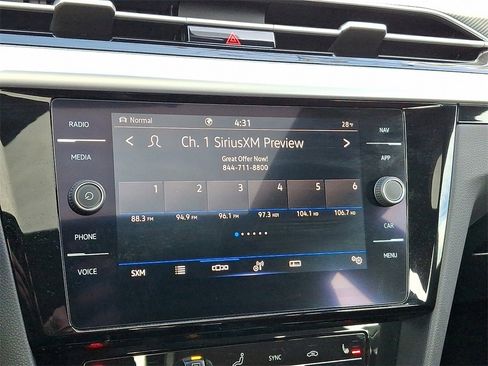 Normal 4:31 28°F
RADIO NAV
< Ch. 1 SiriusXM Preview >
Great Offer Now!
844-711-8800
MEDIA APP
1 2 3 4 5 6
88.3 FM 94.9 FM 96.1 FM 97.3 HD1 104.1 HD 106.7 HD
PHONE CAR
VOICE MENU
SXM
SYNC